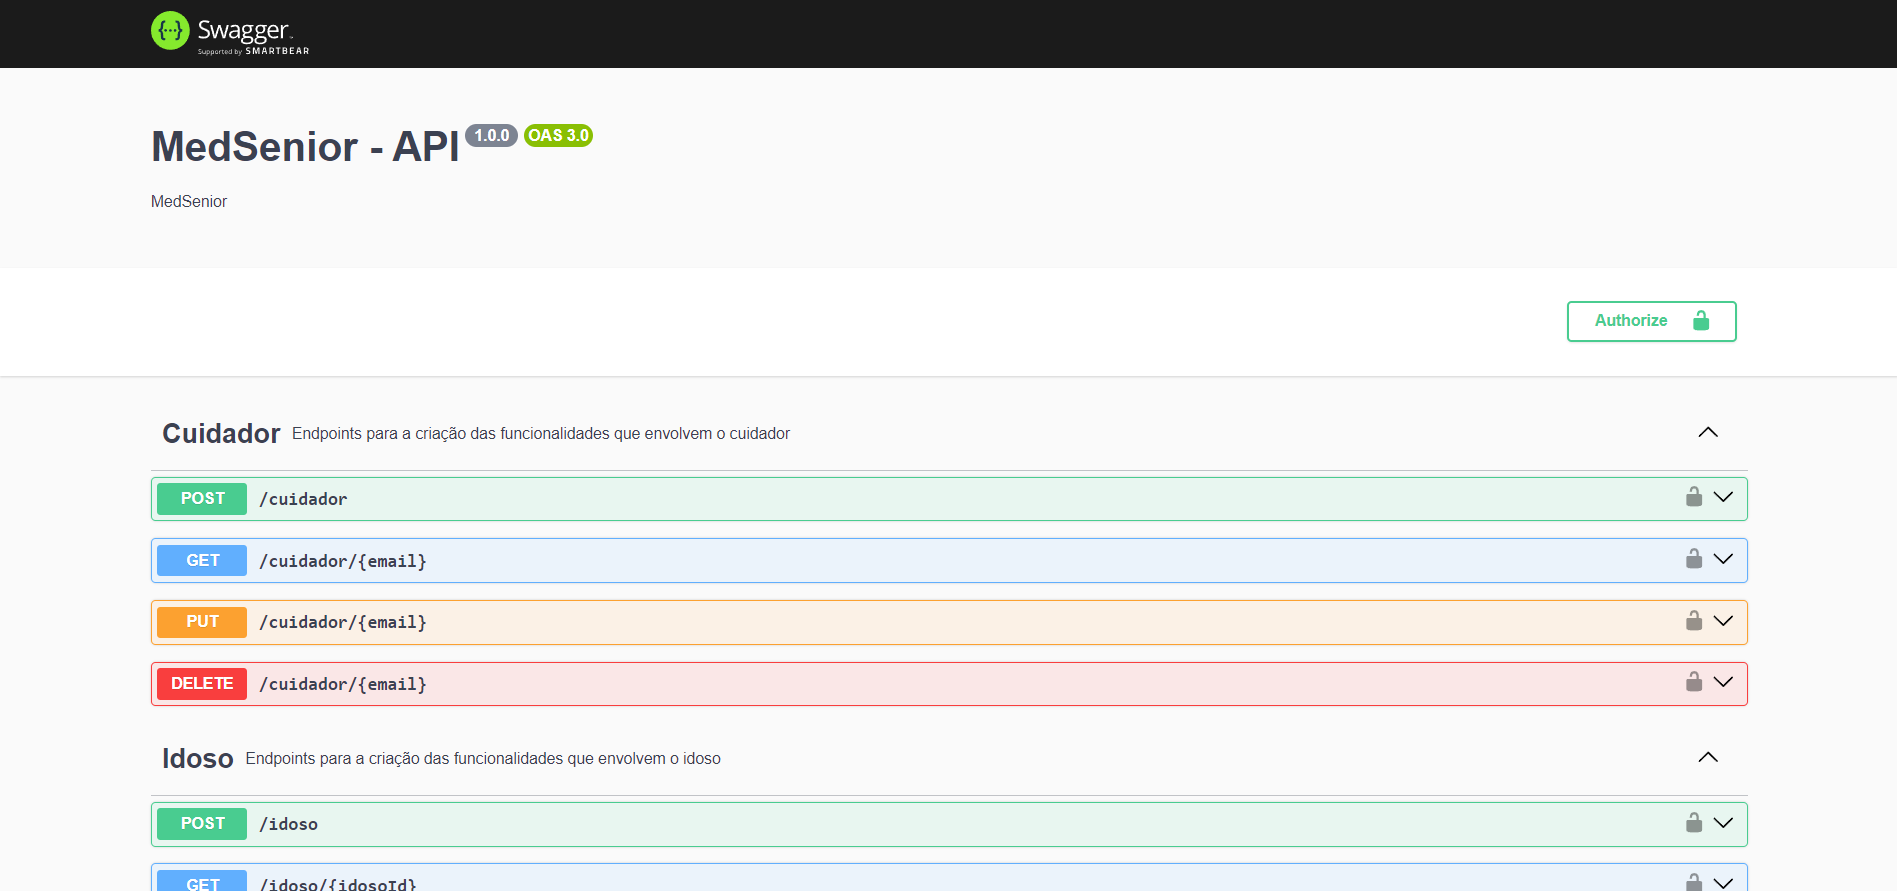 Swagger
Supported by SMARTBEAR
MedSenior - API 1.0.0 OAS 3.0
MedSenior
Authorize
Cuidador Endpoints para a criação das funcionalidades que envolvem o cuidador
POST /cuidador
GET /cuidador/{email}
PUT /cuidador/{email}
DELETE /cuidador/{email}
Idoso Endpoints para a criação das funcionalidades que envolvem o idoso
POST /idoso
GET /idoso/{idosoId}